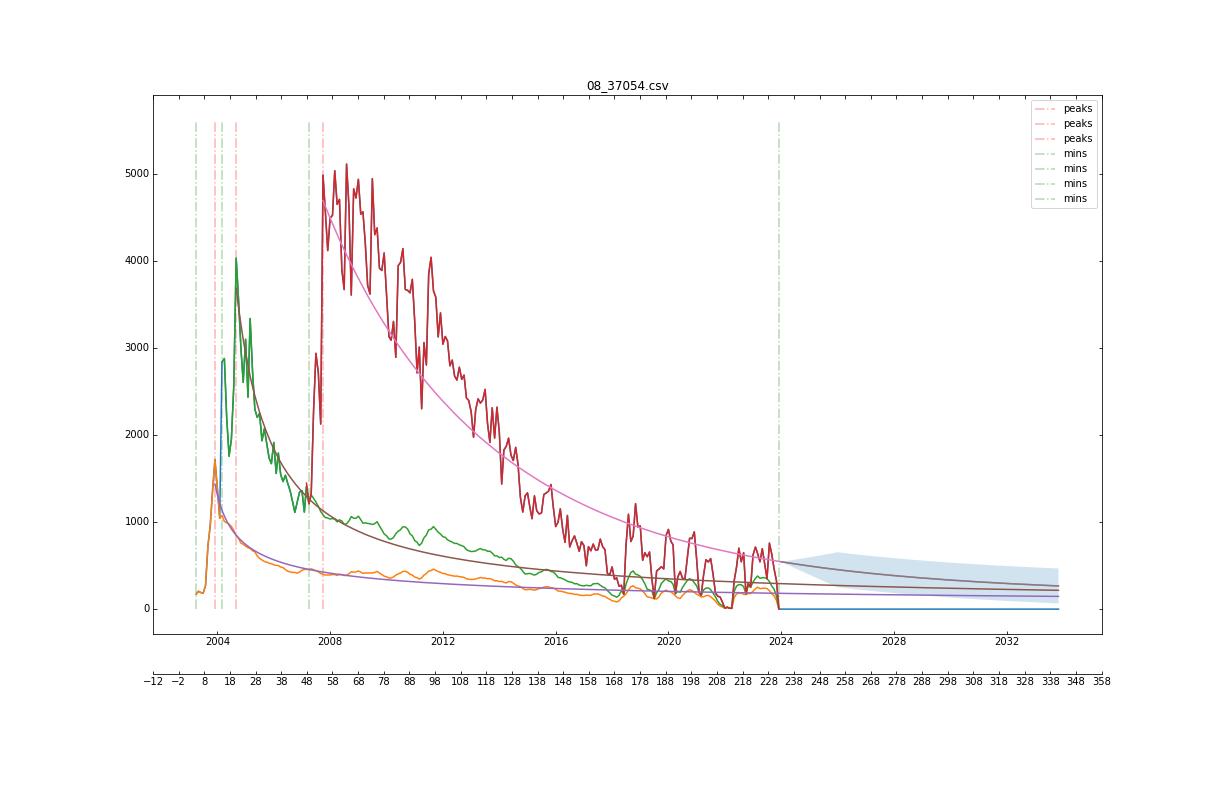 08_37054.csv
peaks
peaks
peaks
mins
mins
mins
mins
5000
4000
3000
2000
1000
0
2004 2008 2012 2016 2020 2024 2028 2032
−12 −2 8 18 28 38 48 58 68 78 88 98 108 118 128 138 148 158 168 178 188 198 208 218 228 238 248 258 268 278 288 298 308 318 328 338 348 358